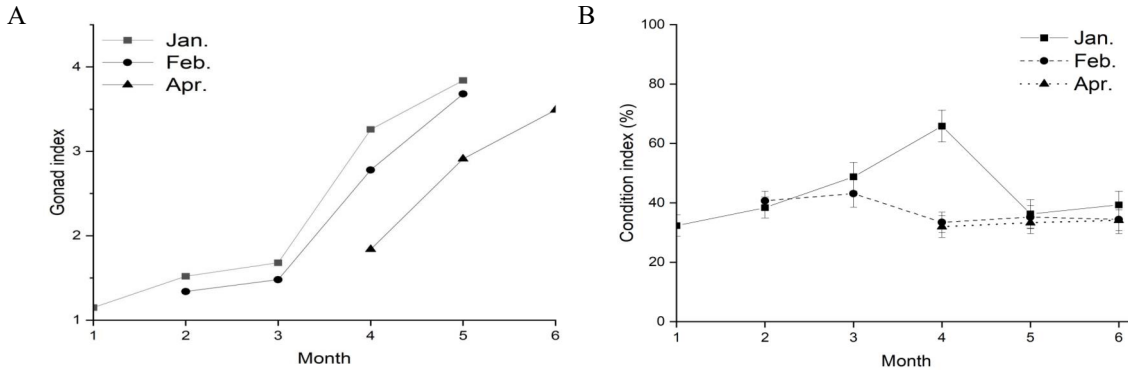 A
Jan.
Feb.
Apr.
4
3
2
1
Gonad index
1 2 3 4 5 6
Month
B
Jan.
Feb.
Apr.
100
80
60
40
20
0
Condition index (%)
1 2 3 4 5 6
Month